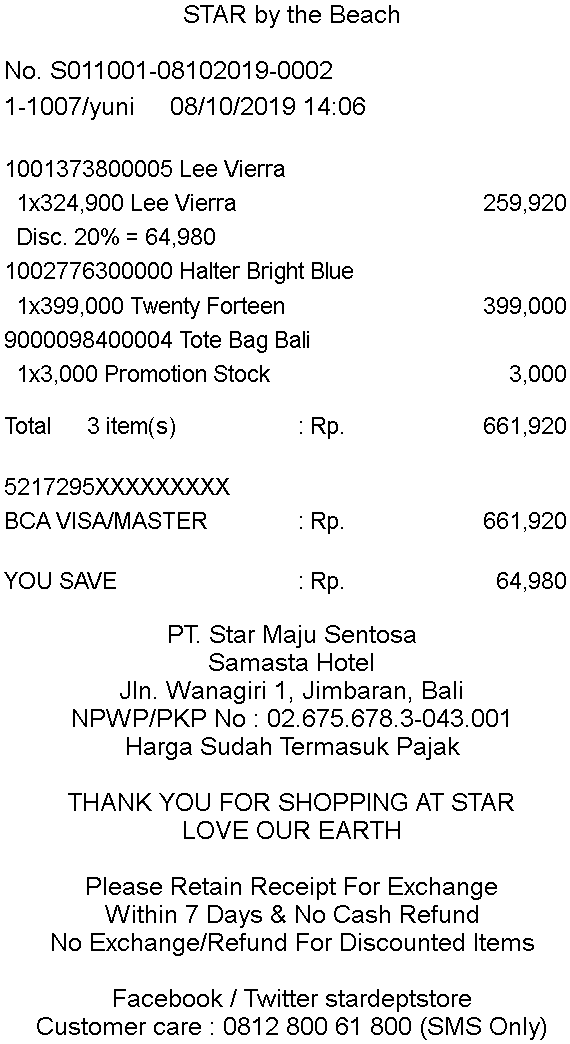 STAR by the Beach
No. S011001-08102019-0002
1-1007/yuni 08/10/2019 14:06
1001373800005 Lee Vierra
1x324,900 Lee Vierra 259,920
Disc. 20% = 64,980
1002776300000 Halter Bright Blue
1x399,000 Twenty Forteen 399,000
9000098400004 Tote Bag Bali
1x3,000 Promotion Stock 3,000
Total 3 item(s) : Rp. 661,920
5217295XXXXXXXXX
BCA VISA/MASTER : Rp. 661,920
YOU SAVE : Rp. 64,980
PT. Star Maju Sentosa
Samasta Hotel
Jln. Wanagiri 1, Jimbaran, Bali
NPWP/PKP No : 02.675.678.3-043.001
Harga Sudah Termasuk Pajak
THANK YOU FOR SHOPPING AT STAR
LOVE OUR EARTH
Please Retain Receipt For Exchange
Within 7 Days & No Cash Refund
No Exchange/Refund For Discounted Items
Facebook / Twitter stardeptstore
Customer care : 0812 800 61 800 (SMS Only)